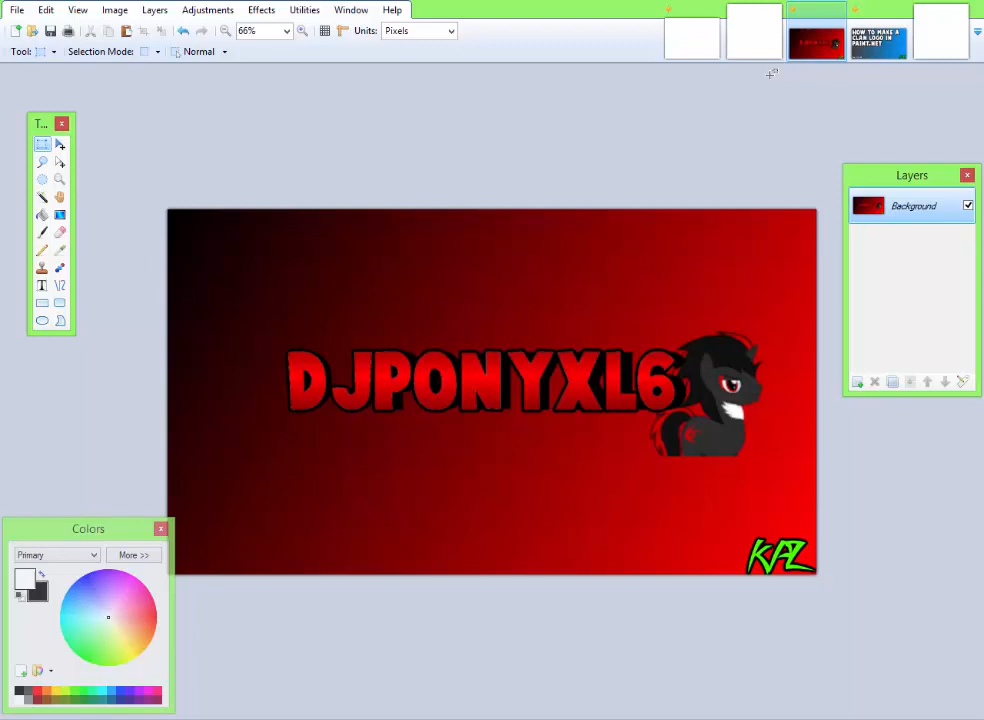 File Edit View Image Layers Adjustments Effects Utilities Window Help
66% Units: Pixels
Tool: Selection Mode: Normal
HOW TO MAKE A
CLAN LOGO IN
PAINT.NET
T...
Layers
Background
DJPONYXL6
KAZ
Colors
Primary More >>